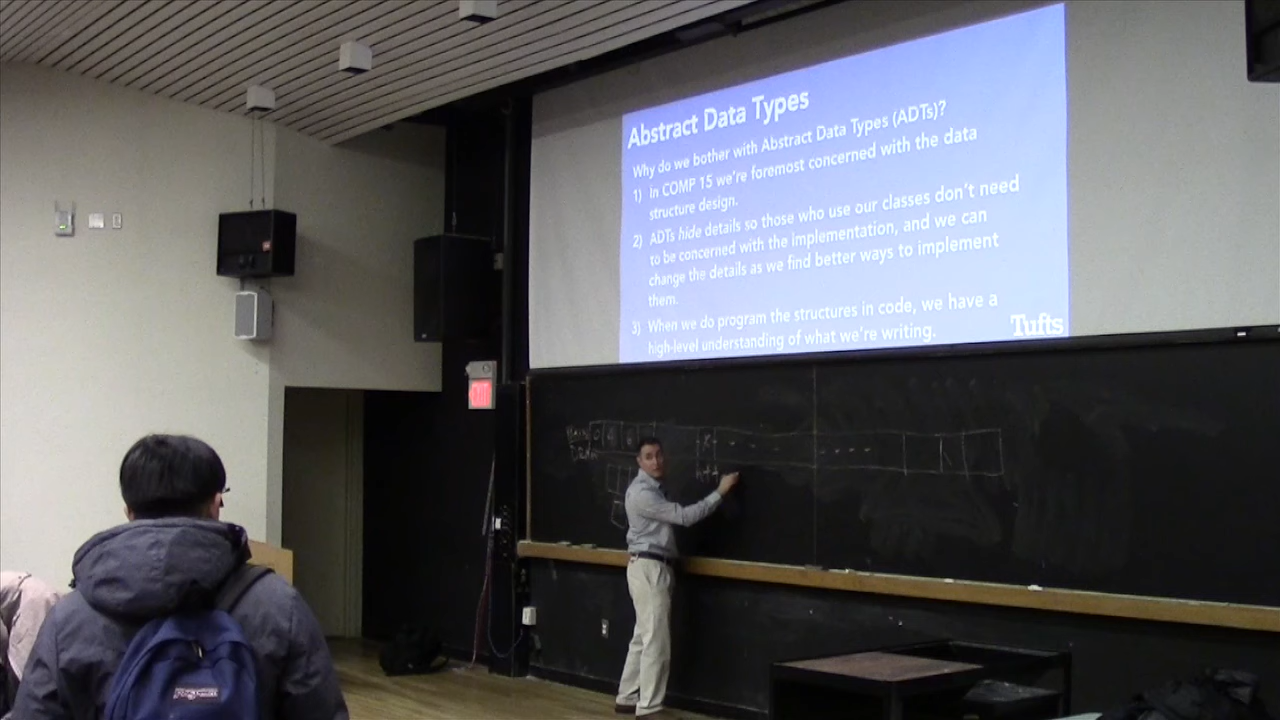 Abstract Data Types
Why do we bother with Abstract Data Types (ADTs)?
1) In COMP 15 we're foremost concerned with the data
structure design.
2) ADTs hide details so those who use our classes don't need
to be concerned with the implementation, and we can
change the details as we find better ways to implement
them.
3) When we do program the structures in code, we have a
high-level understanding of what we're writing.
Tufts
EXIT
JANSPORT